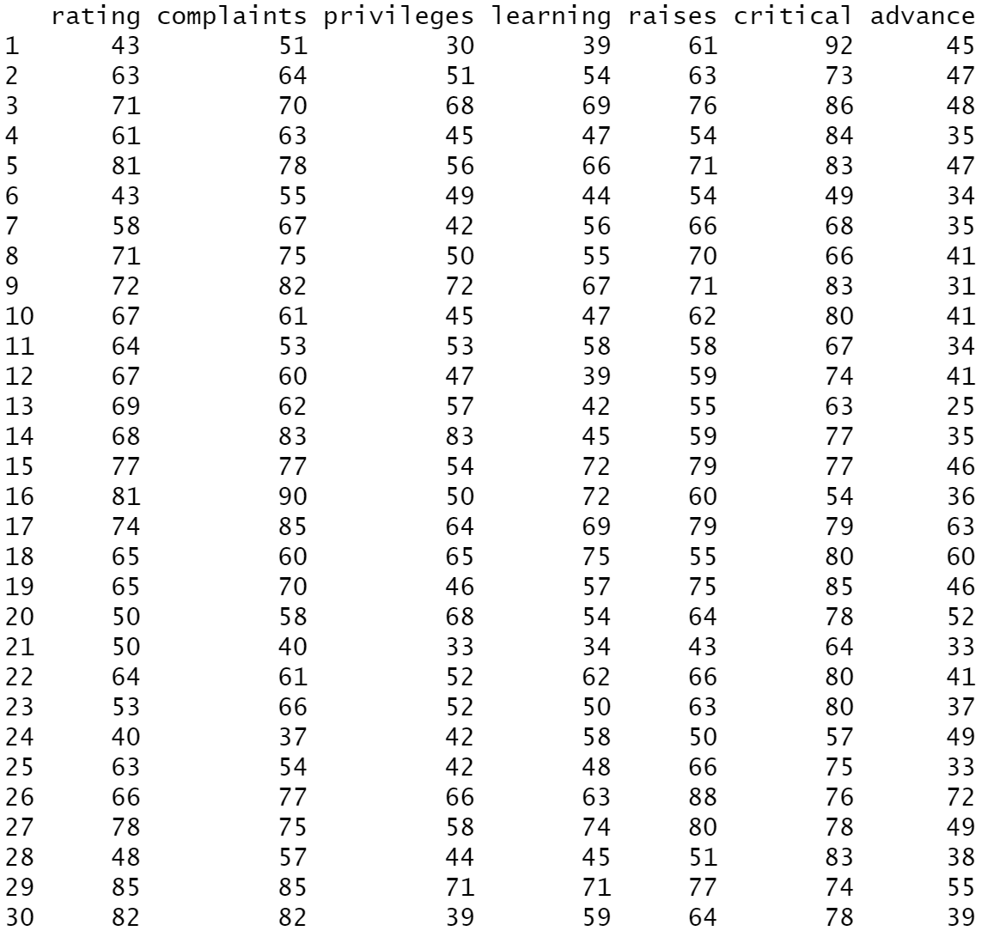 rating complaints privileges learning raises critical advance
1 43 51 30 39 61 92 45
2 63 64 51 54 63 73 47
3 71 70 68 69 76 86 48
4 61 63 45 47 54 84 35
5 81 78 56 66 71 83 47
6 43 55 49 44 54 49 34
7 58 67 42 56 66 68 35
8 71 75 50 55 70 66 41
9 72 82 72 67 71 83 31
10 67 61 45 47 62 80 41
11 64 53 53 58 58 67 34
12 67 60 47 39 59 74 41
13 69 62 57 42 55 63 25
14 68 83 83 45 59 77 35
15 77 77 54 72 79 77 46
16 81 90 50 72 60 54 36
17 74 85 64 69 79 79 63
18 65 60 65 75 55 80 60
19 65 70 46 57 75 85 46
20 50 58 68 54 64 78 52
21 50 40 33 34 43 64 33
22 64 61 52 62 66 80 41
23 53 66 52 50 63 80 37
24 40 37 42 58 50 57 49
25 63 54 42 48 66 75 33
26 66 77 66 63 88 76 72
27 78 75 58 74 80 78 49
28 48 57 44 45 51 83 38
29 85 85 71 71 77 74 55
30 82 82 39 59 64 78 39